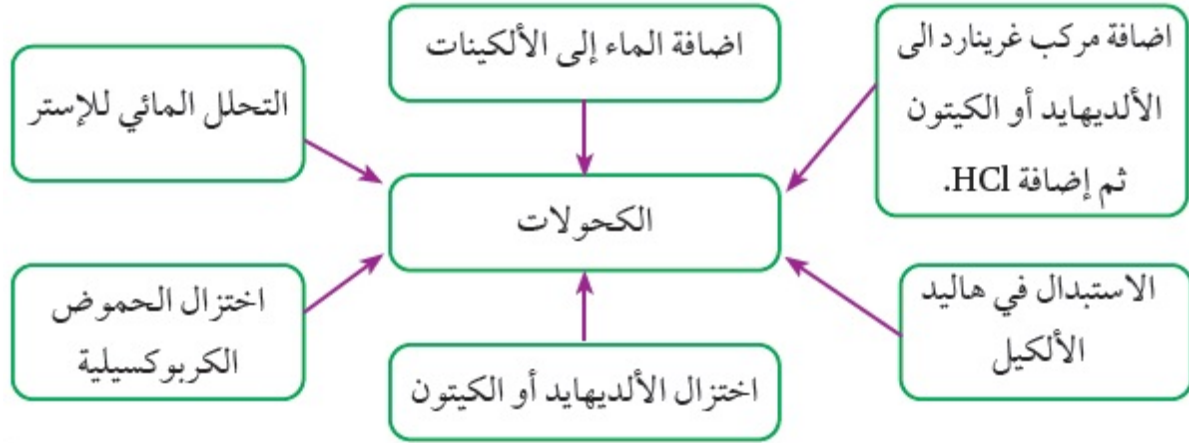 اضافة مركب غرينارد الى
الألديهايد أو الكيتون
ثم إضافة HCl.
اضافة الماء إلى الألكينات
التحلل المائي للإستر
الكحولات
الاستبدال في هاليد
الألكيل
اختزال الألديهايد أو الكيتون
اختزال الحموض
الكربوكسيلية